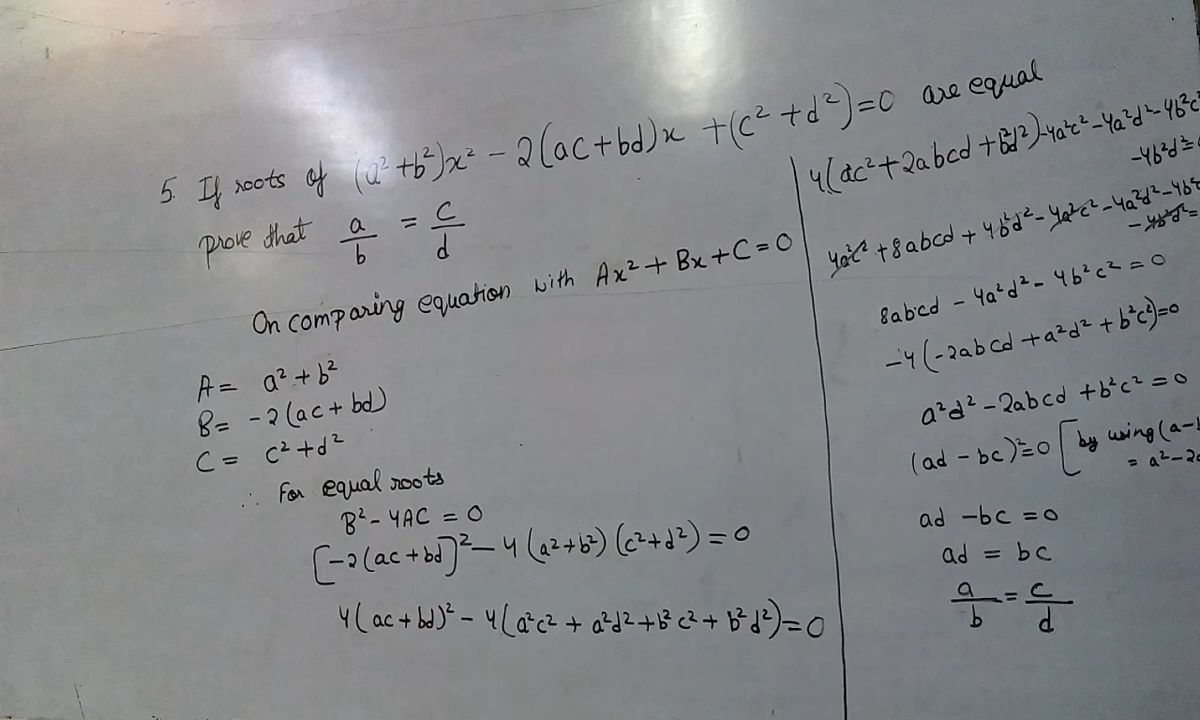 5. If roots of (a² + b²)x² - 2(ac + bd)x + (c² + d²) = 0 are equal
prove that a/b = c/d
On comparing equation with Ax² + Bx + C = 0
A = a² + b²
B = -2(ac + bd)
C = c² + d²
∴ For equal roots
B² - 4AC = 0
[-2(ac + bd]² - 4(a² + b²)(c² + d²) = 0
4(ac + bd)² - 4(a²c² + a²d² + b²c² + b²d²) = 0
4(ac² + 2abcd + b²d²) - 4a²c² - 4a²d² - 4b²c²
- 4b²d² =
4a²c² + 8abcd + 4b²d² - 4a²c² - 4a²d² - 4b²
- 4b²d² =
8abcd - 4a²d² - 4b²c² = 0
-4(-2abcd + a²d² + b²c²) = 0
a²d² - 2abcd + b²c² = 0
(ad - bc)² = 0 [by using (a-
= a² - 2
ad - bc = 0
ad = bc
a/b = c/d